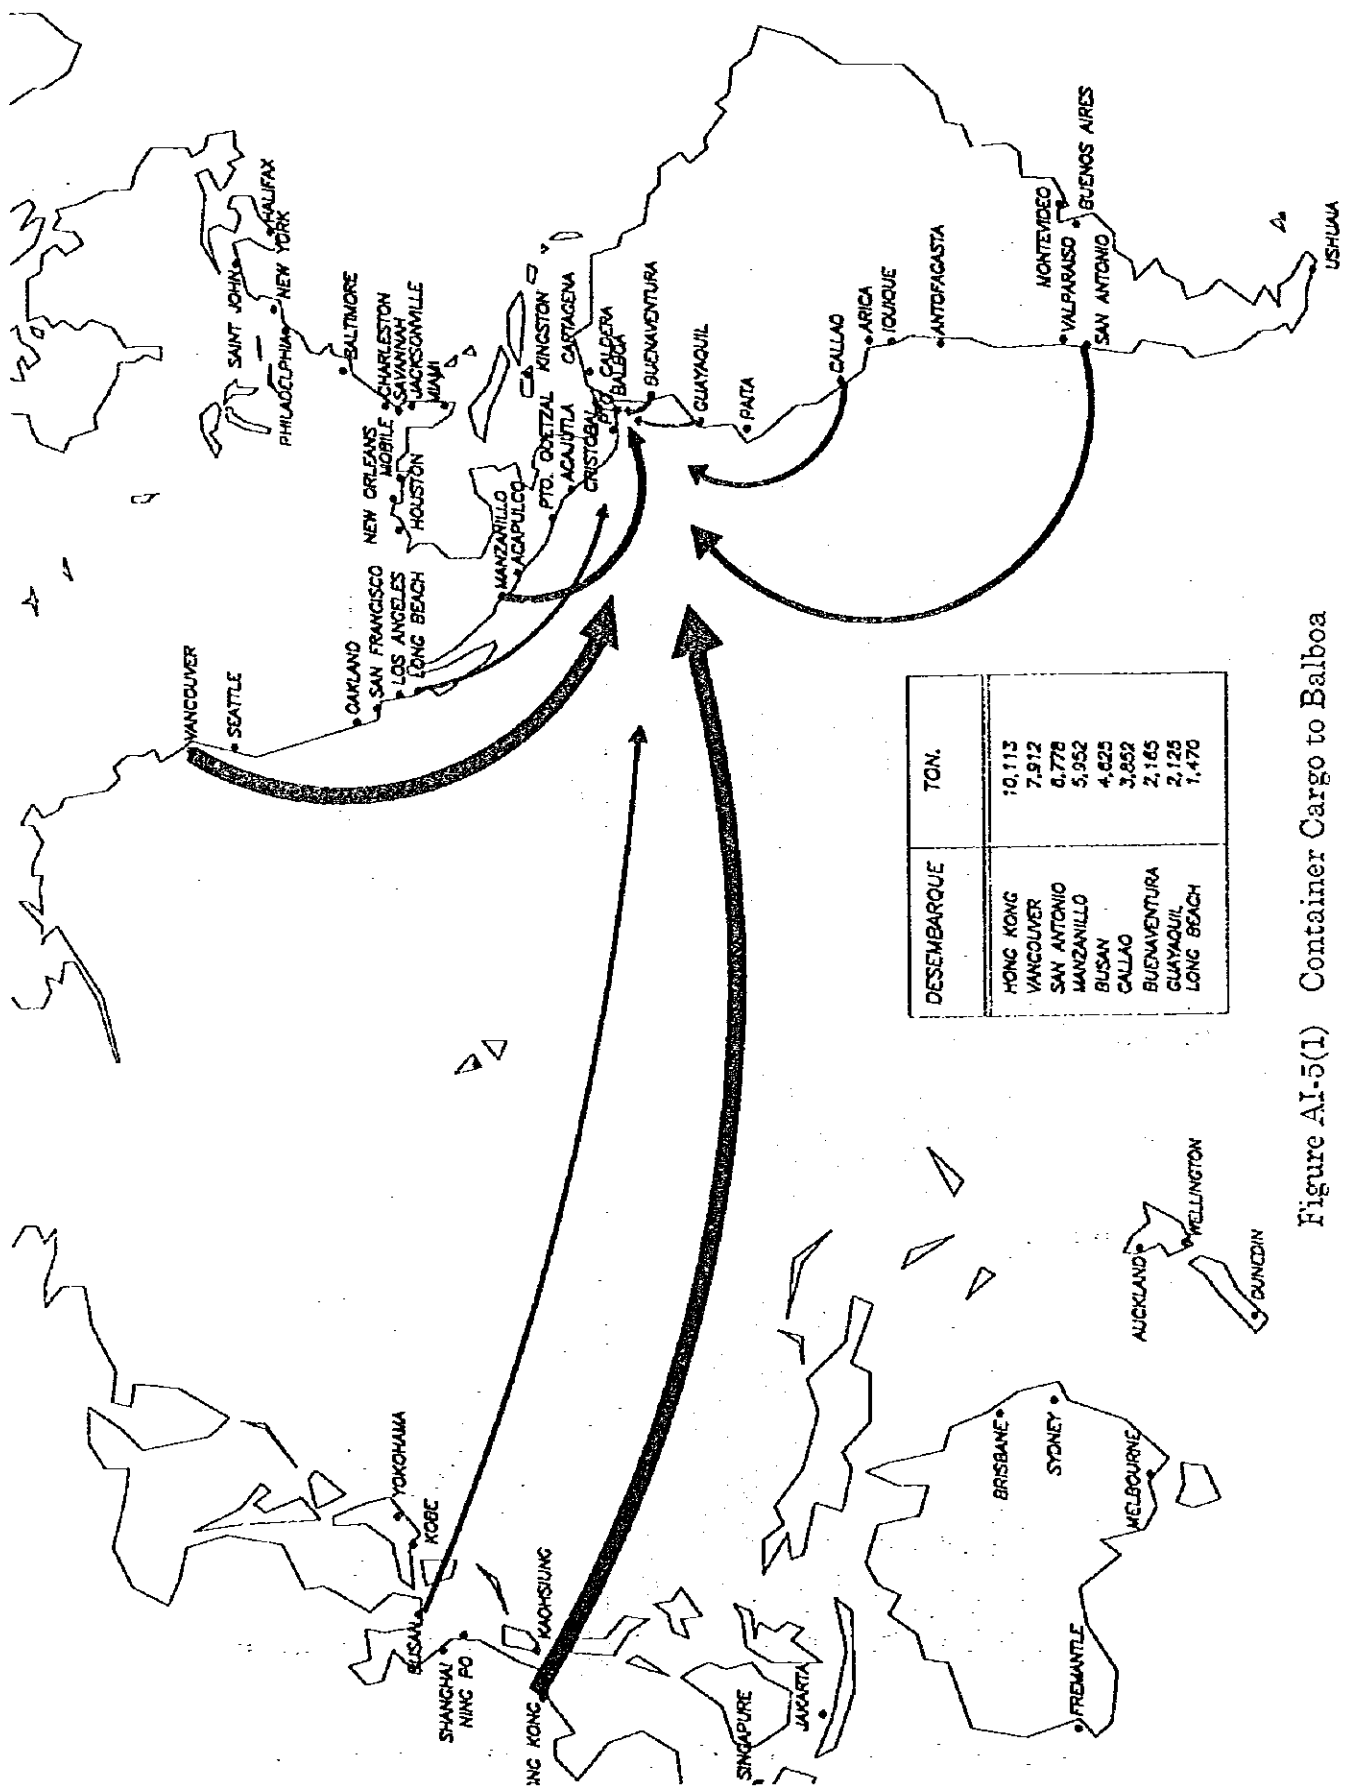 VANCOUVER
SEATTLE
OAKLAND
SAN FRANCISCO
LOS ANGELES
LONG BEACH
NEW ORLEANS
MOBILE
HOUSTON
MANZANILLO
ACAPULCO
PTO. QUETZAL
ACAJUTLA
CRISTOBAL
PTO. CALDERA
BALBOA
SAINT JOHN
HALIFAX
NEW YORK
PHILADELPHIA
BALTIMORE
CHARLESTON
SAVANNAH
JACKSONVILLE
MIAMI
KINGSTON
CARTAGENA
BUENAVENTURA
GUAYAQUIL
PAITA
CALLAO
ARICA
IQUIQUE
ANTOFAGASTA
MONTEVIDEO
VALPARAISO
BUENOS AIRES
SAN ANTONIO
USHUAIA
YOKOHAMA
KOBE
BUSAN
SHANGHAI
NING PO
KAOHSIUNG
NG KONG
SINGAPURE
JAKARTA
BRISBANE
SYDNEY
MELBOURNE
FREMANTLE
AUCKLAND
WELLINGTON
DUNEDIN
DESEMBARQUE TON.
HONG KONG 10,113
VANCOUVER 7,912
SAN ANTONIO 6,778
MANZANILLO 5,952
BUSAN 4,625
CALLAO 3,852
BUENAVENTURA 2,165
GUAYAQUIL 2,125
LONG BEACH 1,470
Figure AI-5(1) Container Cargo to Balboa